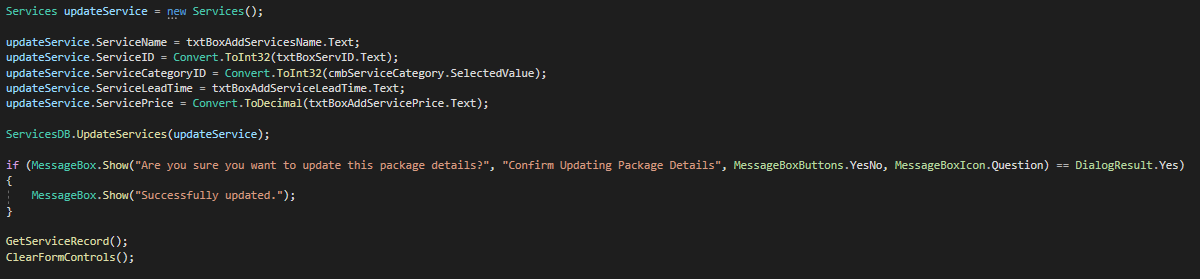 Services updateService = new Services();
updateService.ServiceName = txtBoxAddServicesName.Text;
updateService.ServiceID = Convert.ToInt32(txtBoxServID.Text);
updateService.ServiceCategoryID = Convert.ToInt32(cmbServiceCategory.SelectedValue);
updateService.ServiceLeadTime = txtBoxAddServiceLeadTime.Text;
updateService.ServicePrice = Convert.ToDecimal(txtBoxAddServicePrice.Text);
ServicesDB.UpdateServices(updateService);
if (MessageBox.Show("Are you sure you want to update this package details?", "Confirm Updating Package Details", MessageBoxButtons.YesNo, MessageBoxIcon.Question) == DialogResult.Yes)
{
MessageBox.Show("Successfully updated.");
}
GetServiceRecord();
ClearFormControls();